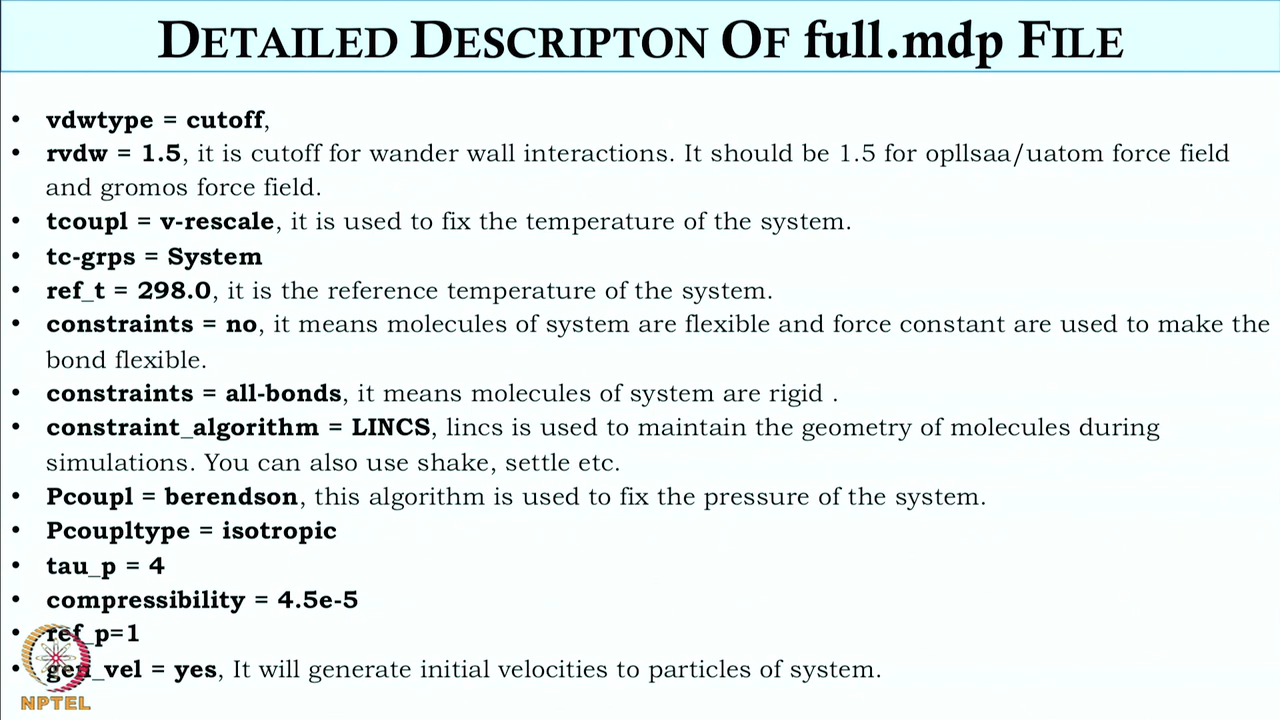 DETAILED DESCRIPTON OF full.mdp FILE
• vdwtype = cutoff,
• rvdw = 1.5, it is cutoff for wander wall interactions. It should be 1.5 for opllsaa/uatom force field
and gromos force field.
• tcoupl = v-rescale, it is used to fix the temperature of the system.
• tc-grps = System
• ref_t = 298.0, it is the reference temperature of the system.
• constraints = no, it means molecules of system are flexible and force constant are used to make the
bond flexible.
• constraints = all-bonds, it means molecules of system are rigid .
• constraint_algorithm = LINCS, lincs is used to maintain the geometry of molecules during
simulations. You can also use shake, settle etc.
• Pcoupl = berendson, this algorithm is used to fix the pressure of the system.
• Pcoupltype = isotropic
• tau_p = 4
• compressibility = 4.5e-5
• ref_p=1
• gen_vel = yes, It will generate initial velocities to particles of system.
NPTEL